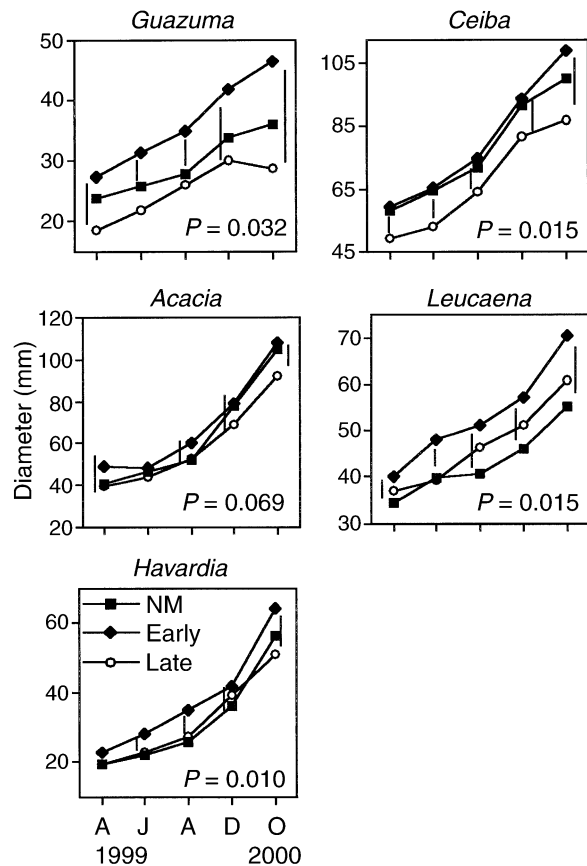 Guazuma
50
40
30
20
P = 0.032
Ceiba
105
85
65
45
P = 0.015
Diameter (mm)
Acacia
120
100
80
60
40
20
P = 0.069
Leucaena
70
60
50
40
30
P = 0.015
Havardia
NM
Early
Late
60
40
20
P = 0.010
A J A D O
1999 2000